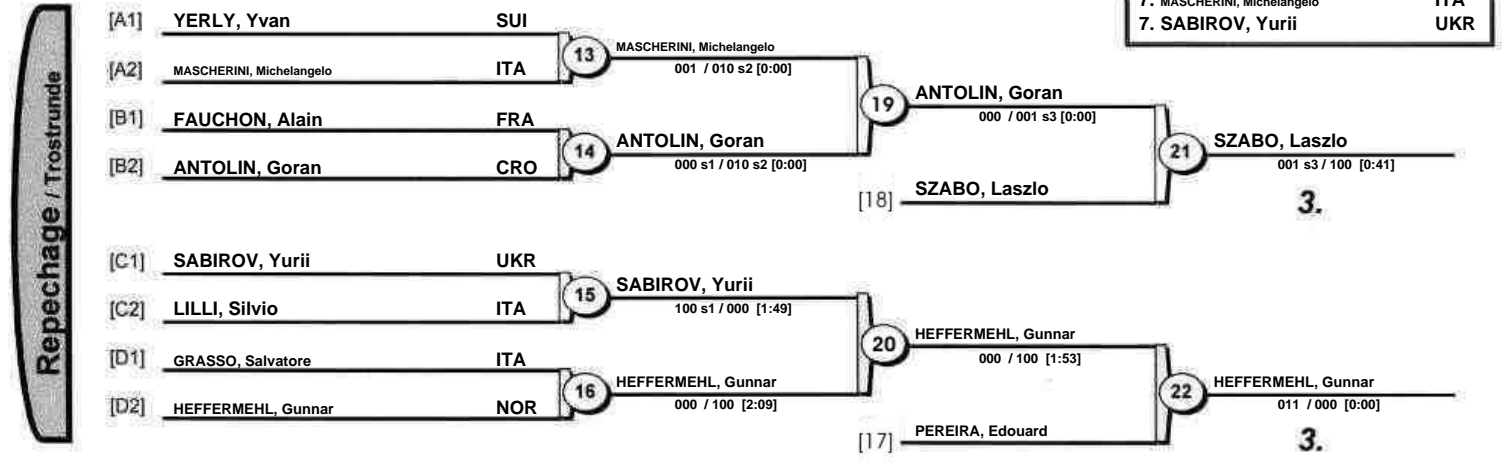 7. MASCHERINI, Michelangelo ITA
7. SABIROV, Yurii UKR
Repechage / Trostrunde
[A1] YERLY, Yvan SUI
[A2] MASCHERINI, Michelangelo ITA
13
MASCHERINI, Michelangelo
001 / 010 s2 [0:00]
[B1] FAUCHON, Alain FRA
[B2] ANTOLIN, Goran CRO
14
ANTOLIN, Goran
000 s1 / 010 s2 [0:00]
19
ANTOLIN, Goran
000 / 001 s3 [0:00]
[18] SZABO, Laszlo
21
SZABO, Laszlo
001 s3 / 100 [0:41]
3.
[C1] SABIROV, Yurii UKR
[C2] LILLI, Silvio ITA
15
SABIROV, Yurii
100 s1 / 000 [1:49]
[D1] GRASSO, Salvatore ITA
[D2] HEFFERMEHL, Gunnar NOR
16
HEFFERMEHL, Gunnar
000 / 100 [2:09]
20
HEFFERMEHL, Gunnar
000 / 100 [1:53]
[17] PEREIRA, Edouard
22
HEFFERMEHL, Gunnar
011 / 000 [0:00]
3.